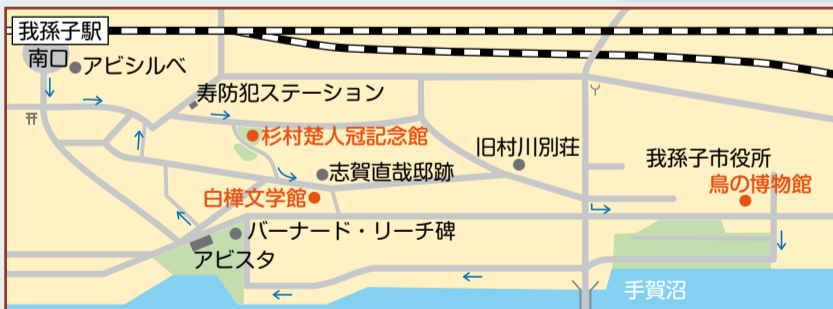 我孫子駅
南口
アビシルベ
寿防犯ステーション
杉村楚人冠記念館
旧村川別荘
我孫子市役所
志賀直哉邸跡
鳥の博物館
白樺文学館
バーナード・リーチ碑
アビスタ
手賀沼